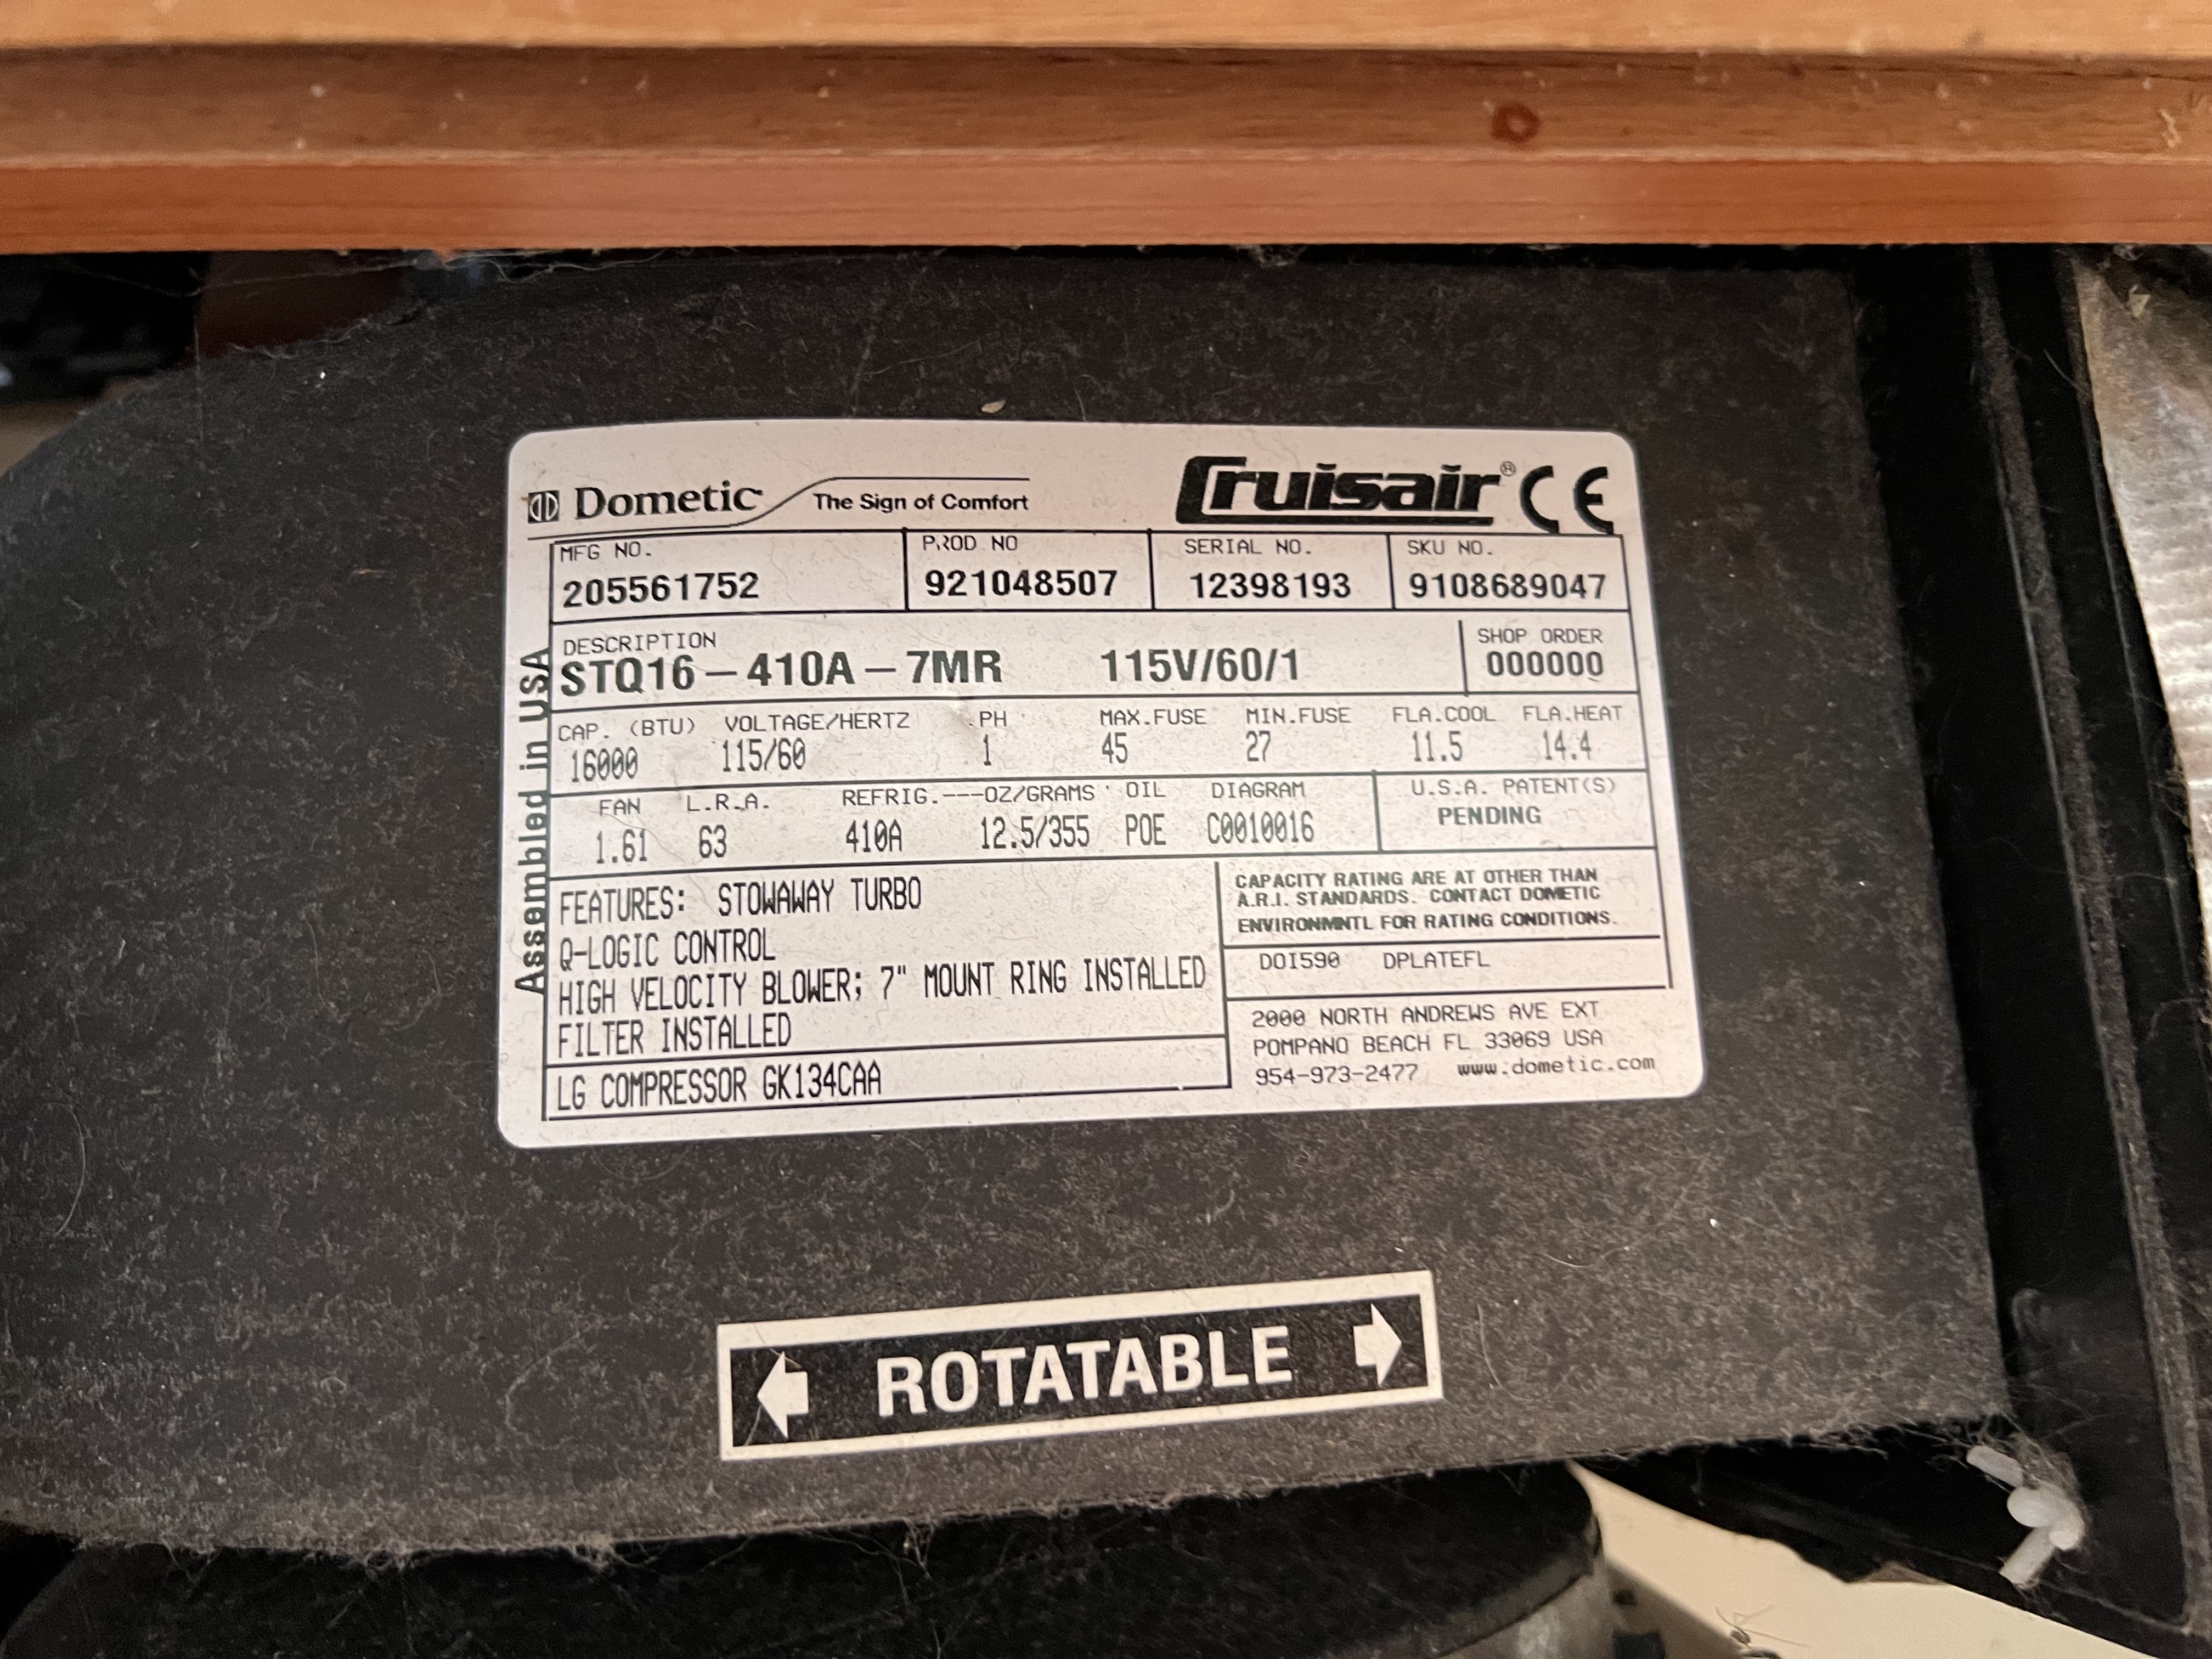 Dometic The Sign of Comfort Cruisair® CE
MFG NO. PROD NO SERIAL NO. SKU NO.
205561752 921048507 12398193 9108689047
DESCRIPTION SHOP ORDER
STQ16-410A-7MR 115V/60/1 000000
CAP. (BTU) VOLTAGE/HERTZ PH MAX.FUSE MIN.FUSE FLA.COOL FLA.HEAT
16000 115/60 1 45 27 11.5 14.4
FAN L.R.A. REFRIG.---OZ/GRAMS OIL DIAGRAM U.S.A. PATENT(S)
1.61 63 410A 12.5/355 POE C0010016 PENDING
FEATURES: STOWAWAY TURBO
Q-LOGIC CONTROL
HIGH VELOCITY BLOWER; 7" MOUNT RING INSTALLED
FILTER INSTALLED
LG COMPRESSOR GK134CAA
CAPACITY RATING ARE AT OTHER THAN
A.R.I. STANDARDS. CONTACT DOMETIC
ENVIRONMNTL FOR RATING CONDITIONS.
DOI590 DPLATEFL
2000 NORTH ANDREWS AVE EXT
POMPANO BEACH FL 33069 USA
954-973-2477 www.dometic.com
Assembled in USA
ROTATABLE